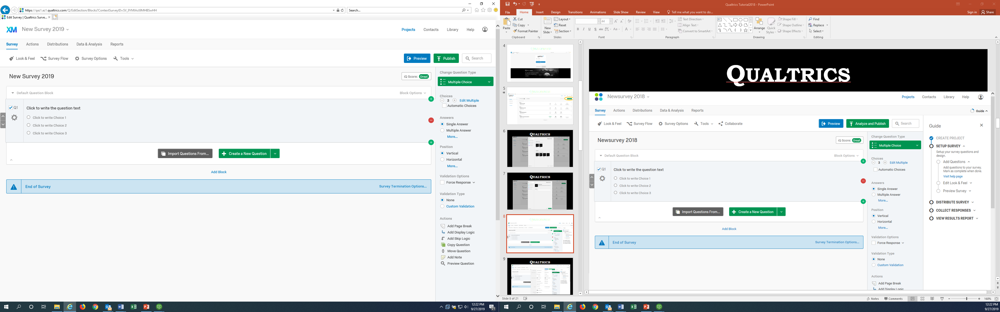 https://qaz1.az1.qualtrics.com/Q/EditSection/Blocks?ContextSurveyID=SV_9YMIAct9MHBSwHH
Search...
Edit Survey | Qualtrics Surve...
XM
New Survey 2019
Projects Contacts Library Help
Survey Actions Distributions Data & Analysis Reports
Look & Feel Survey Flow Survey Options Tools
Preview Publish Search
New Survey 2019
iQ Score: Great
Default Question Block
Block Options
Q1
Click to write the question text
Click to write Choice 1
Click to write Choice 2
Click to write Choice 3
Import Questions From... Create a New Question
Add Block
End of Survey
Survey Termination Options...
Change Question Type
Multiple Choice
Choices
3 Edit Multiple
Automatic Choices
Answers
Single Answer
Multiple Answer
More...
Position
Vertical
Horizontal
More...
Validation Options
Force Response
Validation Type
None
Custom Validation
Actions
Add Page Break
Add Display Logic
Add Skip Logic
Copy Question
Move Question
Add Note
Preview Question
12:22 PM
9/27/2019
21
Qualtrics Tutorial2018 - PowerPoint
File Home Insert Design Transitions Animations Slide Show Review View Tell me what you want to do...
Sign in Share
Paste
Cut
Copy
Format Painter
Clipboard
New Slide
Layout
Reset
Section
Slides
44
B I U S abc AV Aa A
Font
Text Direction
Align Text
Convert to SmartArt
Paragraph
Arrange
Quick Styles
Shape Fill
Shape Outline
Shape Effects
Drawing
Find
Replace
Select
Editing
4
QUALTRICS
5
QUALTRICS
6
QUALTRICS
7
QUALTRICS
8
QUALTRICS
9
QUALTRICS
QUALTRICS
Newsurvey 2018
Projects Contacts Library Help
Survey Actions Distributions Data & Analysis Reports
Guide
Look & Feel Survey Flow Survey Options Tools Collaborate
Preview Analyze and Publish Search
Newsurvey 2018
iQ Score: Great
Default Question Block
Block Options
Q1
Click to write the question text
Click to write Choice 1
Click to write Choice 2
Click to write Choice 3
Import Questions From... Create a New Question
Add Block
End of Survey
Survey Termination Options...
Change Question Type
Multiple Choice
Choices
3 Edit Multiple
Automatic Choices
Answers
Single Answer
Multiple Answer
More...
Position
Vertical
Horizontal
More...
Validation Options
Force Response
Validation Type
None
Custom Validation
Actions
Add Page Break
Add Display Logic
Guide
CREATE PROJECT
SETUP SURVEY
Setup your survey questions and
design.
Add Questions
Add questions to your survey.
Mark as complete when done.
Visit help page
Edit Look & Feel
Preview Survey
DISTRIBUTE SURVEY
COLLECT RESPONSES
VIEW RESULTS REPORT
Slide 8 of 21
Notes Comments
160%
12:22 PM
9/27/2019